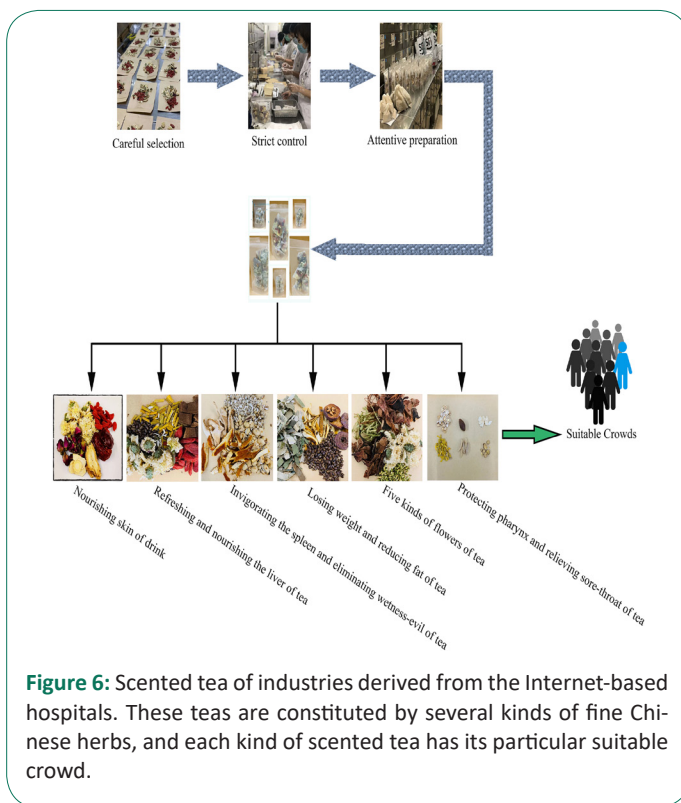 Careful selection
Strict control
Attentive preparation
Suitable Crowds
Nourishing skin of drink
Refreshing and nourishing the liver of tea
Invigorating the spleen and eliminating wetness-evil of tea
Losing weight and reducing fat of tea
Five kinds of flowers of tea
Protecting pharynx and relieving sore-throat of tea
Figure 6: Scented tea of industries derived from the Internet-based
hospitals. These teas are constituted by several kinds of fine Chi-
nese herbs, and each kind of scented tea has its particular suitable
crowd.